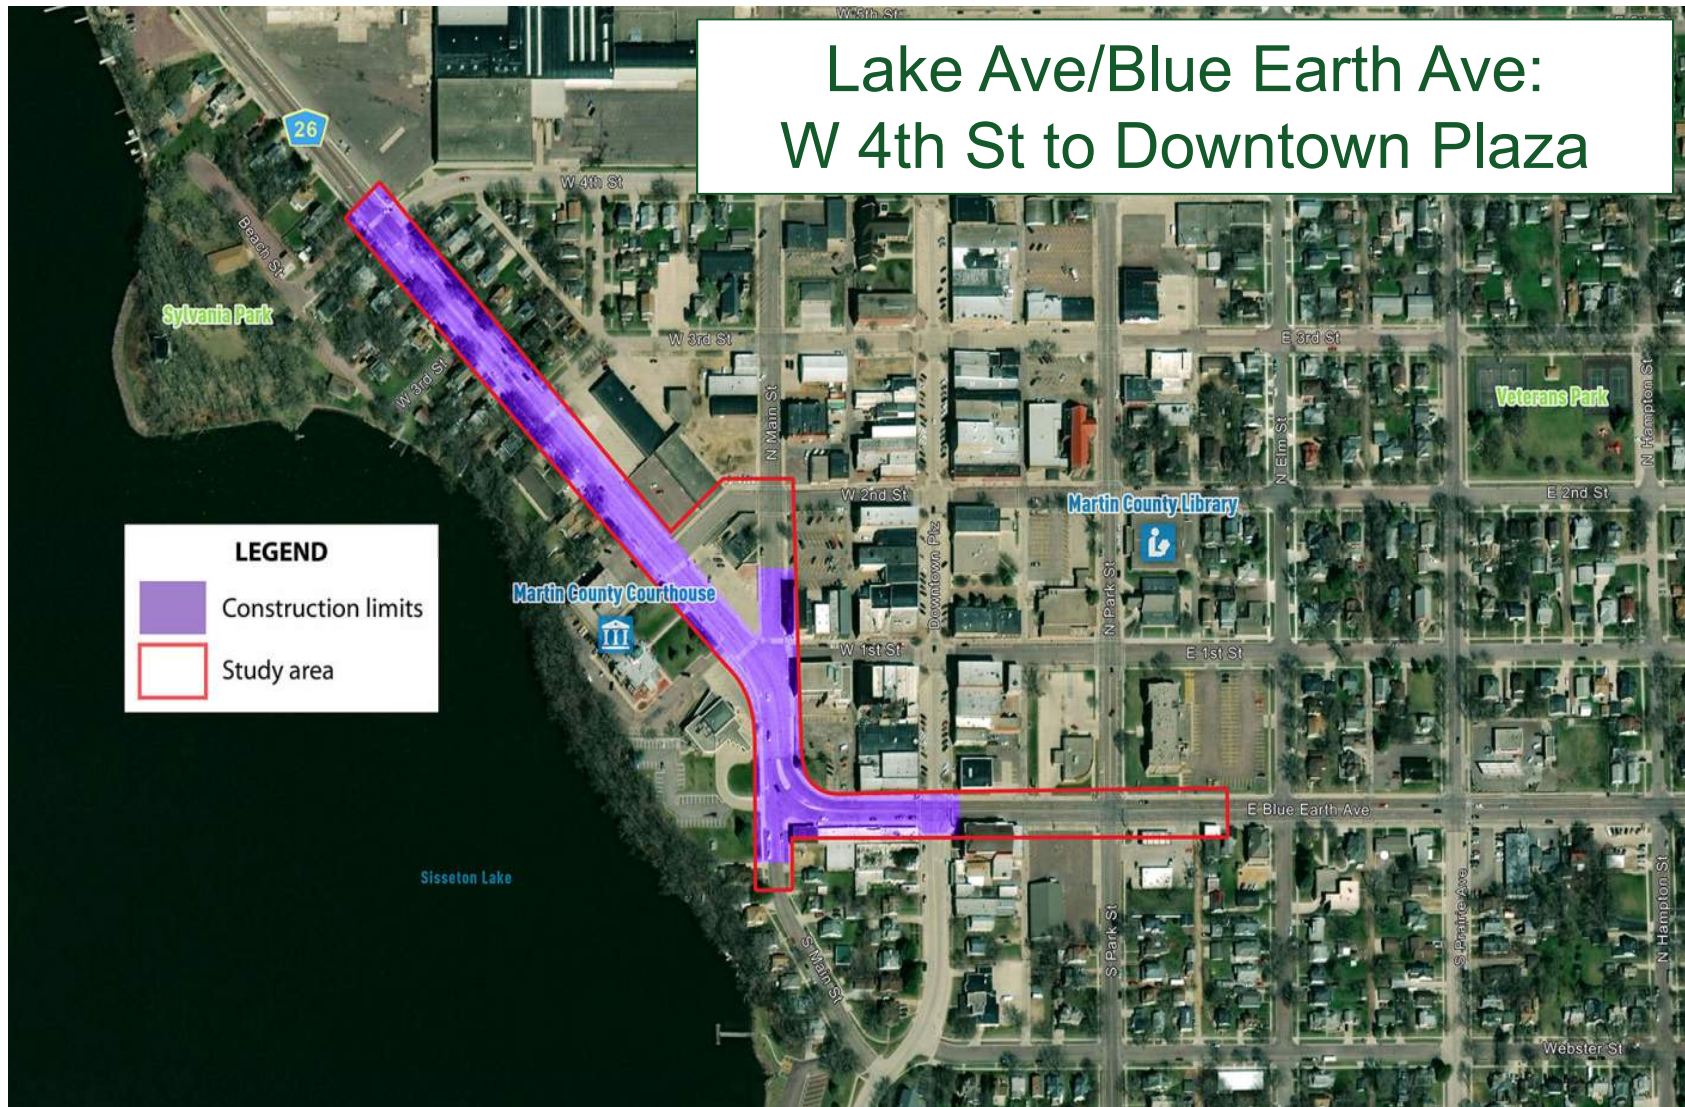 W 5th St
Lake Ave/Blue Earth Ave:
W 4th St to Downtown Plaza
26
W 4th St
Beach St
Sylvania Park
W 3rd St
W 3rd St
E 3rd St
N Main St
N Elm St
Veterans Park
N Hampton St
W 2nd St
E 2nd St
Martin County Library
Downtown Plz
N Park St
LEGEND
Construction limits
Study area
Martin County Courthouse
W 1st St
E 1st St
E Blue Earth Ave
Sisseton Lake
S Main St
S Park St
S Prairie Ave
N Hampton St
Webster St